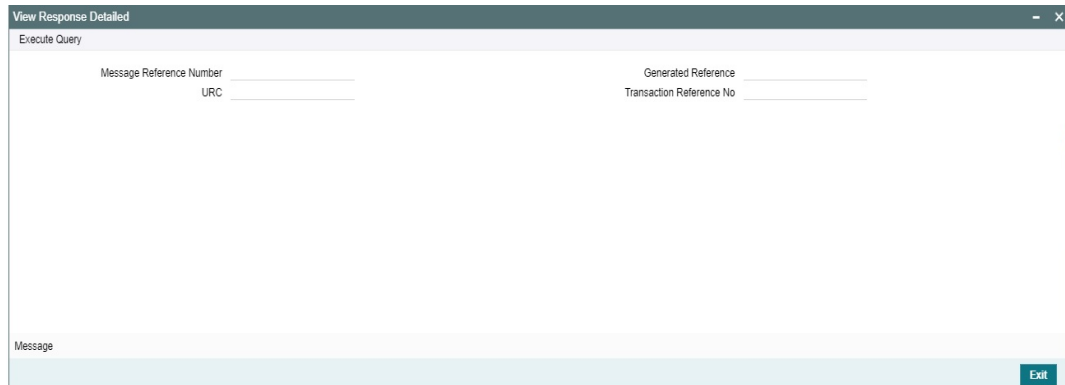 View Response Detailed
Execute Query
Message Reference Number Generated Reference
URC Transaction Reference No
Message
Exit